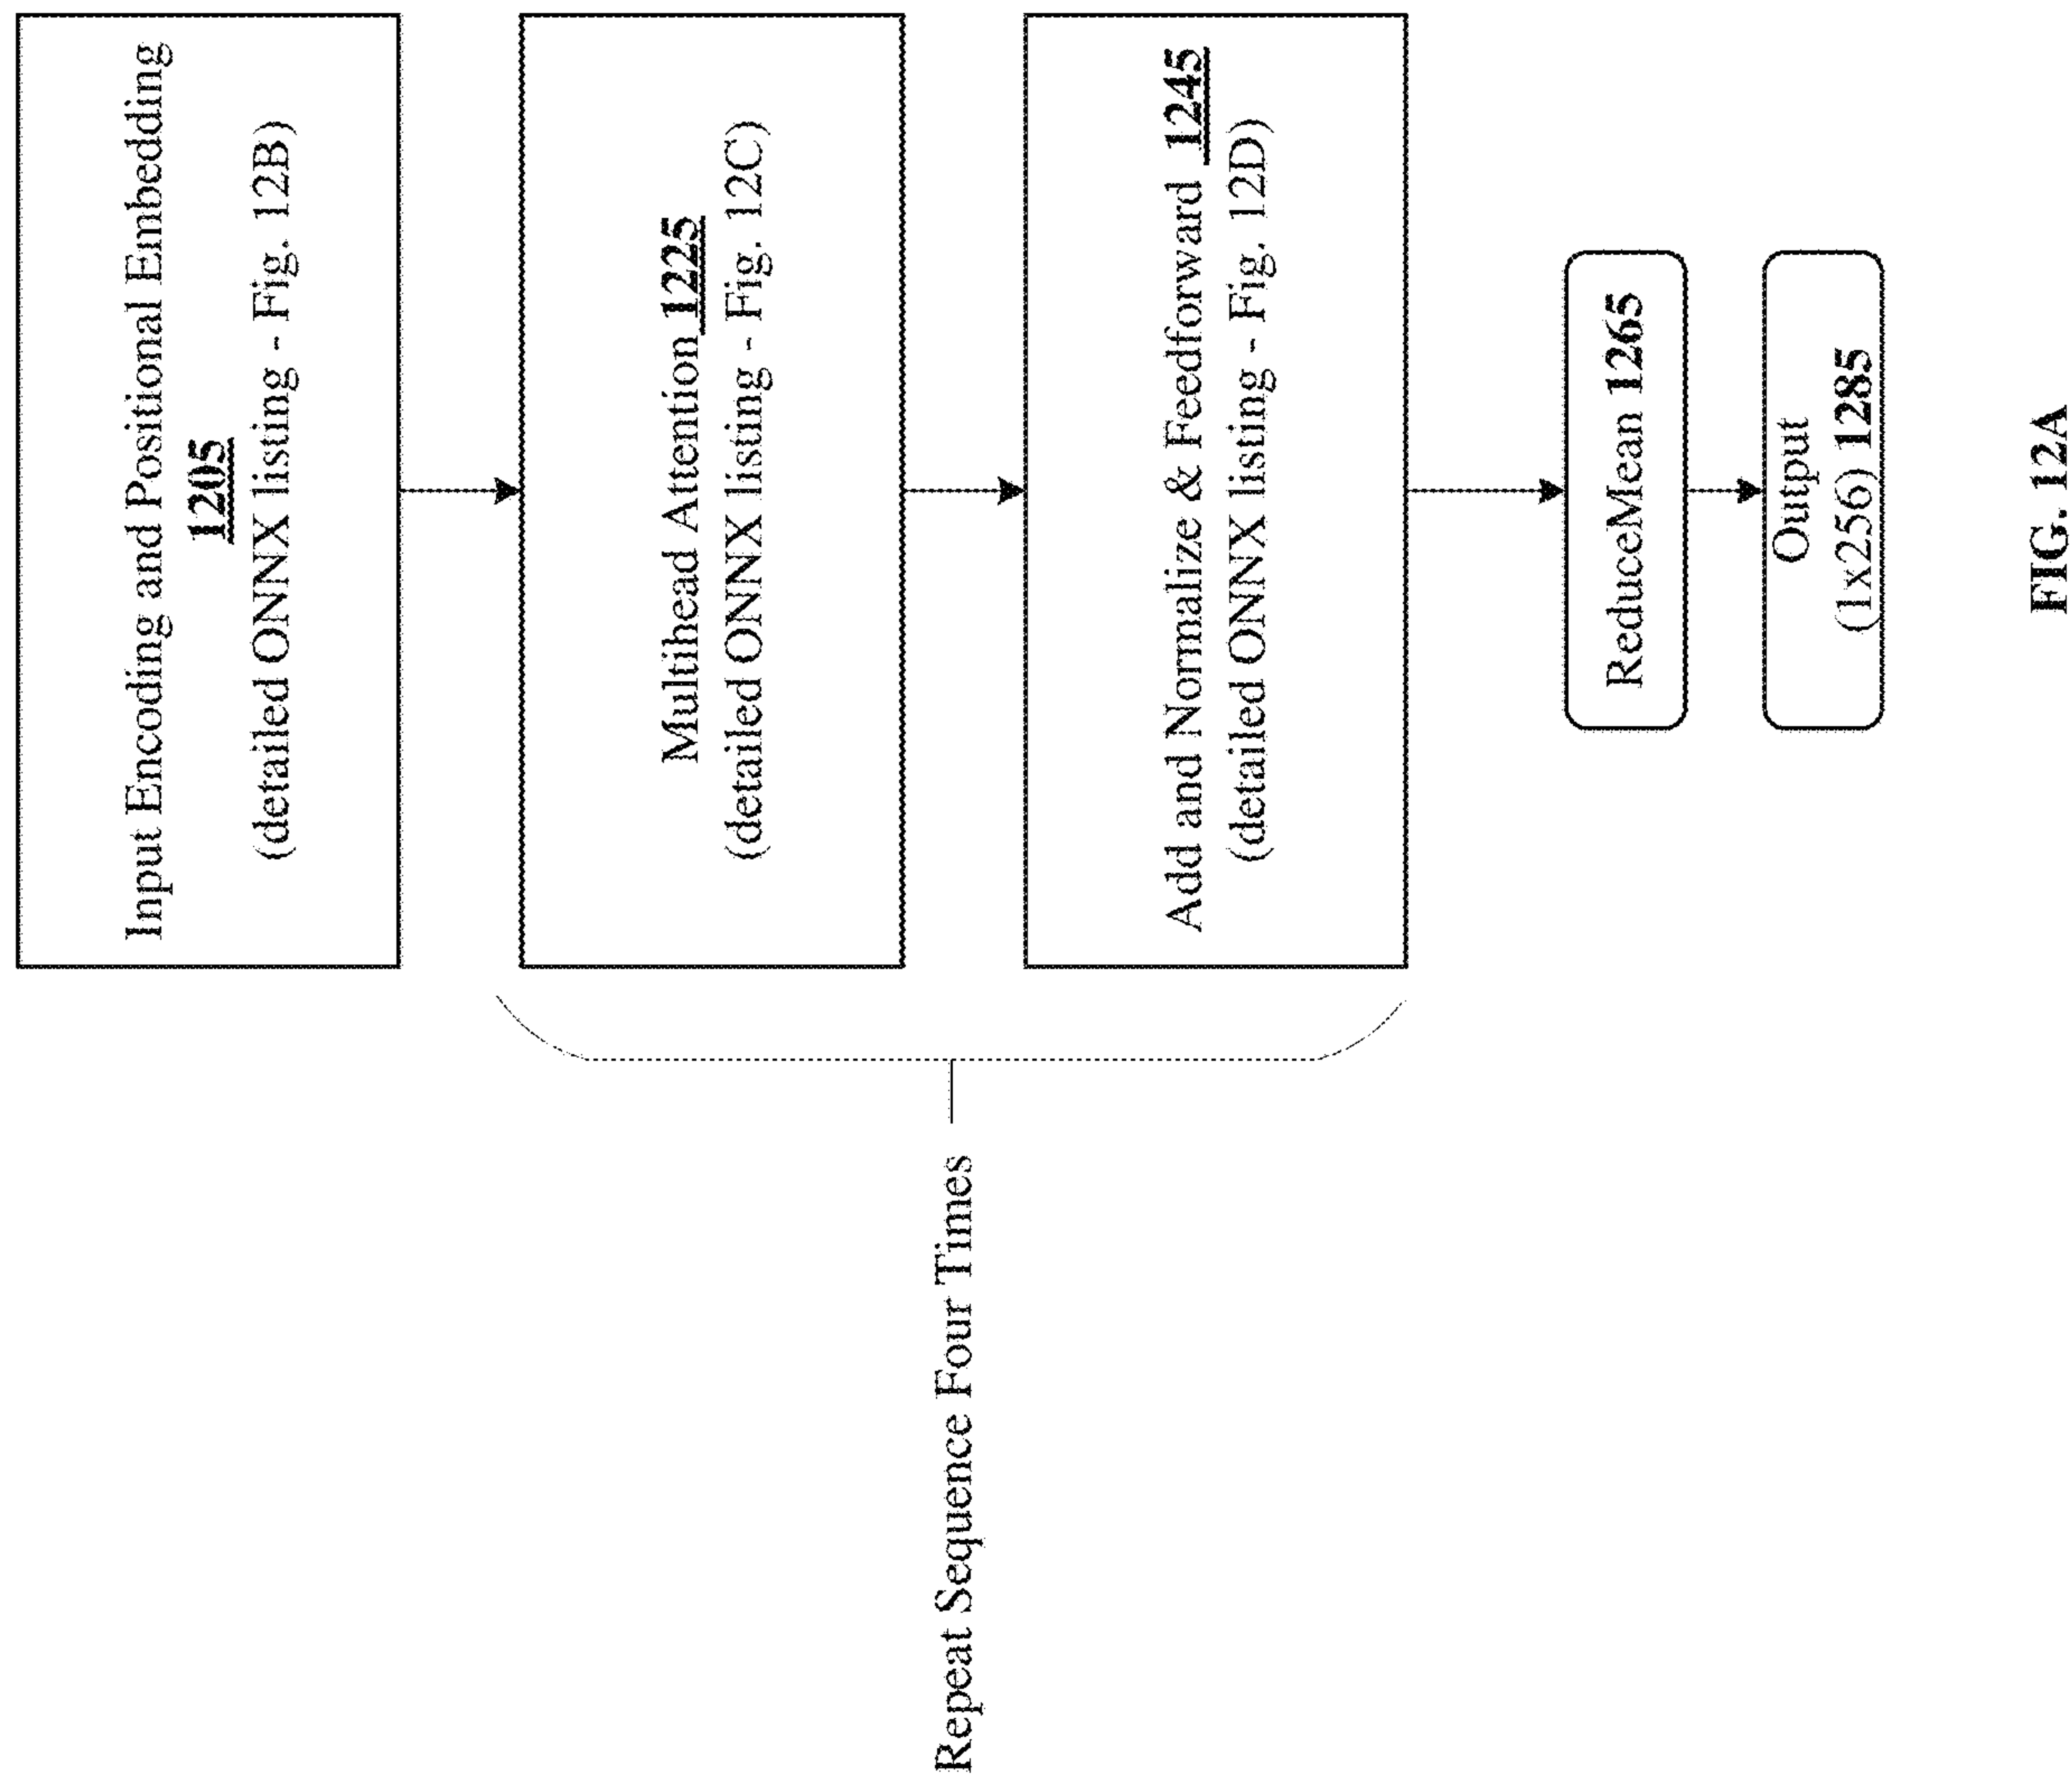 Input Encoding and Positional Embedding
1205
(detailed ONNX listing - Fig. 12B)
Multihead Attention 1225
(detailed ONNX listing - Fig. 12C)
Repeat Sequence Four Times
Add and Normalize & Feedforward 1245
(detailed ONNX listing - Fig. 12D)
ReduceMean 1265
Output
(1x256) 1285
FIG. 12A